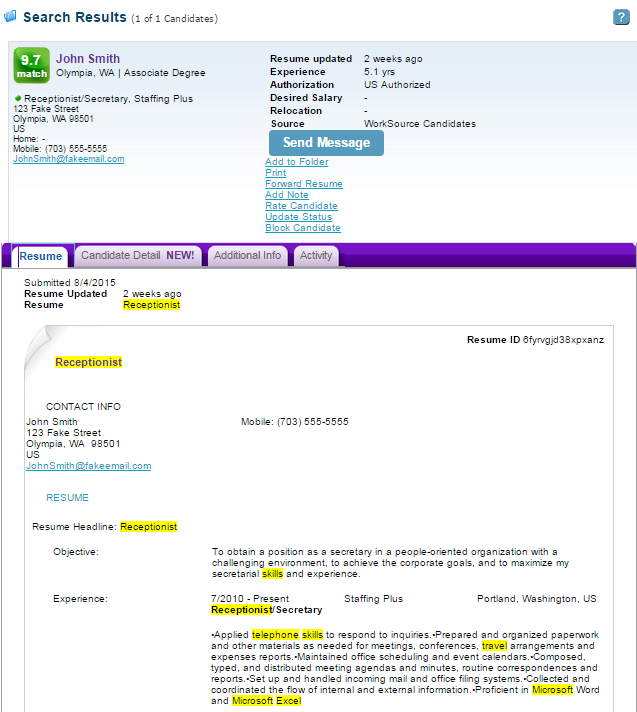 Search Results (1 of 1 Candidates)
?
9.7
match
John Smith
Olympia, WA | Associate Degree
Receptionist/Secretary, Staffing Plus
123 Fake Street
Olympia, WA 98501
US
Home: -
Mobile: (703) 555-5555
JohnSmith@fakeemail.com
Resume updated 2 weeks ago
Experience 5.1 yrs
Authorization US Authorized
Desired Salary -
Relocation -
Source WorkSource Candidates
Send Message
Add to Folder
Print
Forward Resume
Add Note
Rate Candidate
Update Status
Block Candidate
Resume Candidate Detail NEW! Additional Info Activity
Submitted 8/4/2015
Resume Updated 2 weeks ago
Resume Receptionist
Resume ID 6fyrvgjd38xpxanz
Receptionist
CONTACT INFO
John Smith Mobile: (703) 555-5555
123 Fake Street
Olympia, WA 98501
US
JohnSmith@fakeemail.com
RESUME
Resume Headline: Receptionist
Objective: To obtain a position as a secretary in a people-oriented organization with a
challenging environment, to achieve the corporate goals, and to maximize my
secretarial skills and experience.
Experience: 7/2010 - Present Staffing Plus Portland, Washington, US
Receptionist/Secretary
•Applied telephone skills to respond to inquiries.•Prepared and organized paperwork
and other materials as needed for meetings, conferences, travel arrangements and
expenses reports.•Maintained office scheduling and event calendars.•Composed,
typed, and distributed meeting agendas and minutes, routine correspondences and
reports.•Set up and handled incoming mail and office filing systems.•Collected and
coordinated the flow of internal and external information.•Proficient in Microsoft Word
and Microsoft Excel